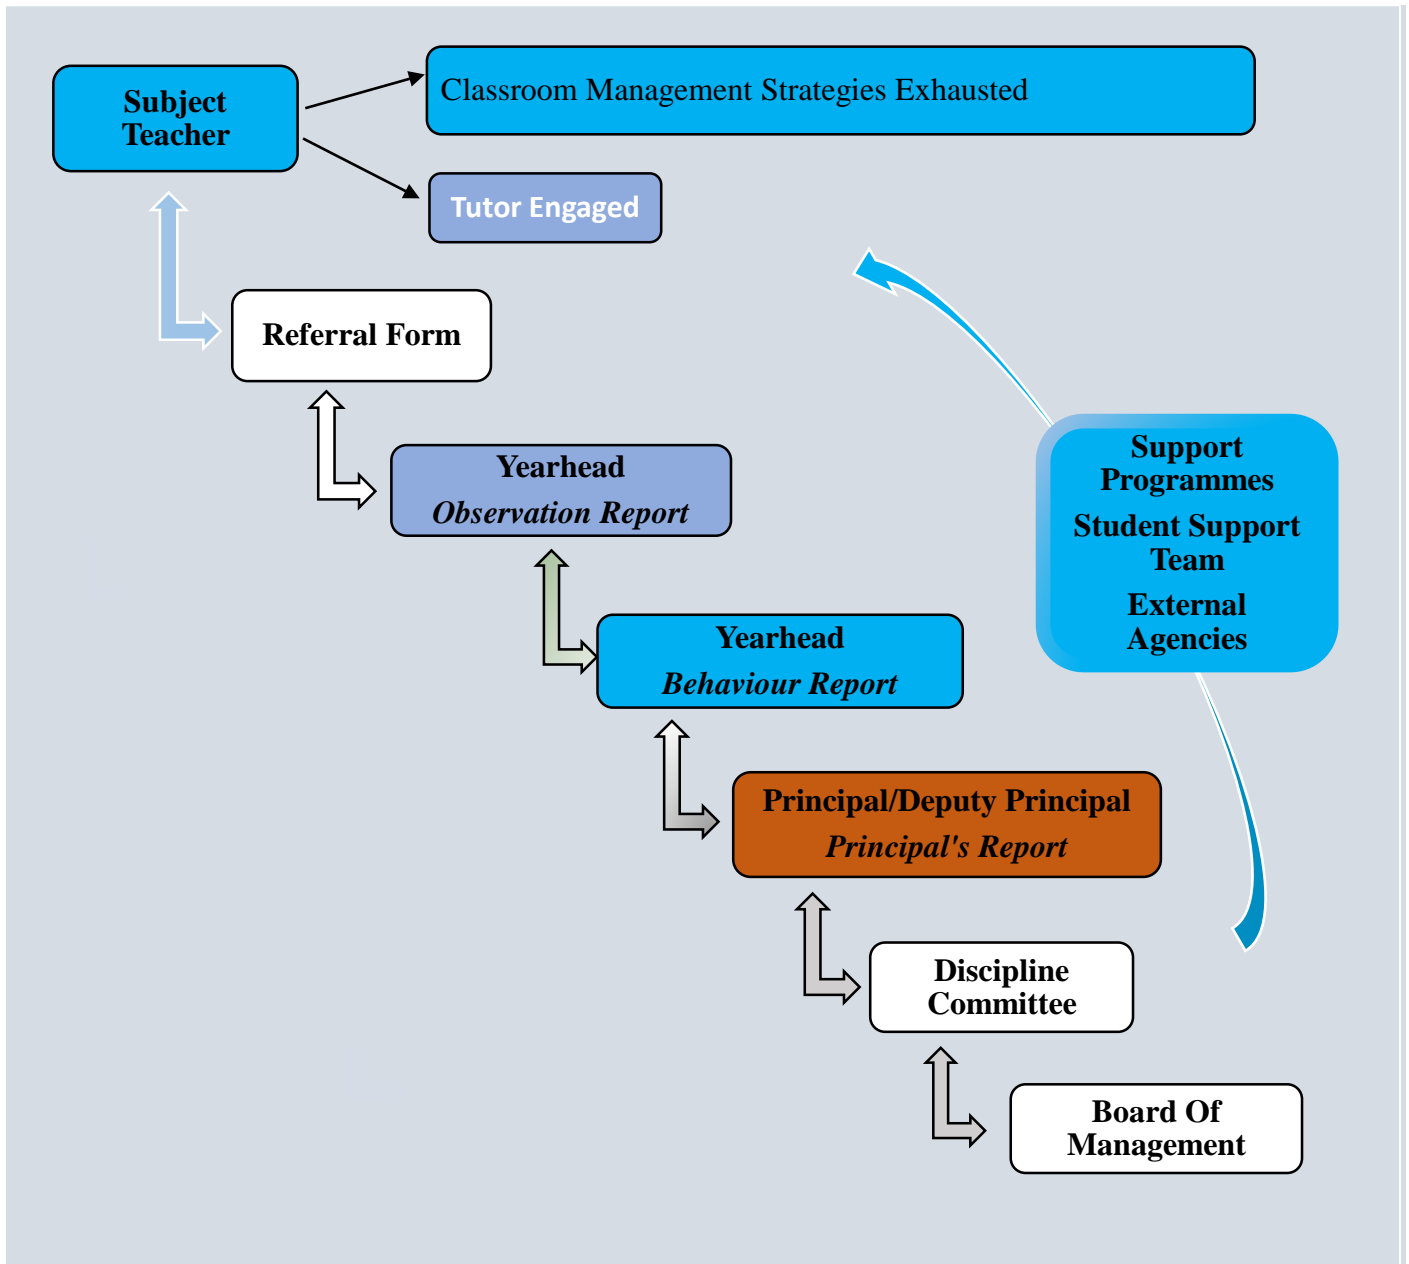 Subject
Teacher
Classroom Management Strategies Exhausted
Tutor Engaged
Referral Form
Yearhead
Observation Report
Yearhead
Behaviour Report
Support
Programmes
Student Support
Team
External
Agencies
Principal/Deputy Principal
Principal's Report
Discipline
Committee
Board Of
Management